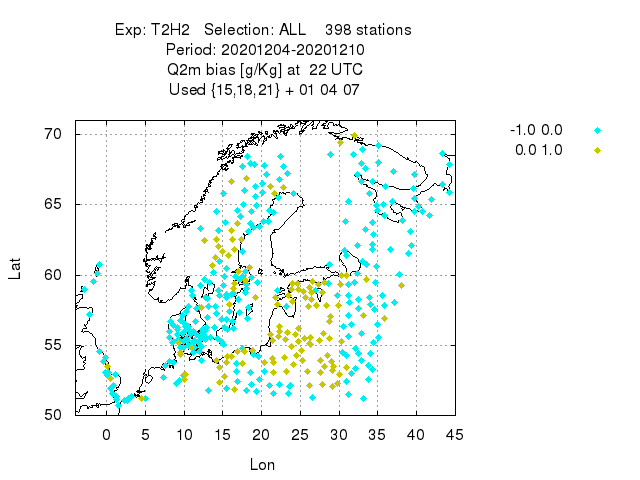 Exp: T2H2 Selection: ALL 398 stations
Period: 20201204-20201210
Q2m bias [g/Kg] at 22 UTC
Used {15,18,21} + 01 04 07
-1.0 0.0
0.0 1.0
70
65
60
55
50
Lat
0 5 10 15 20 25 30 35 40 45
Lon